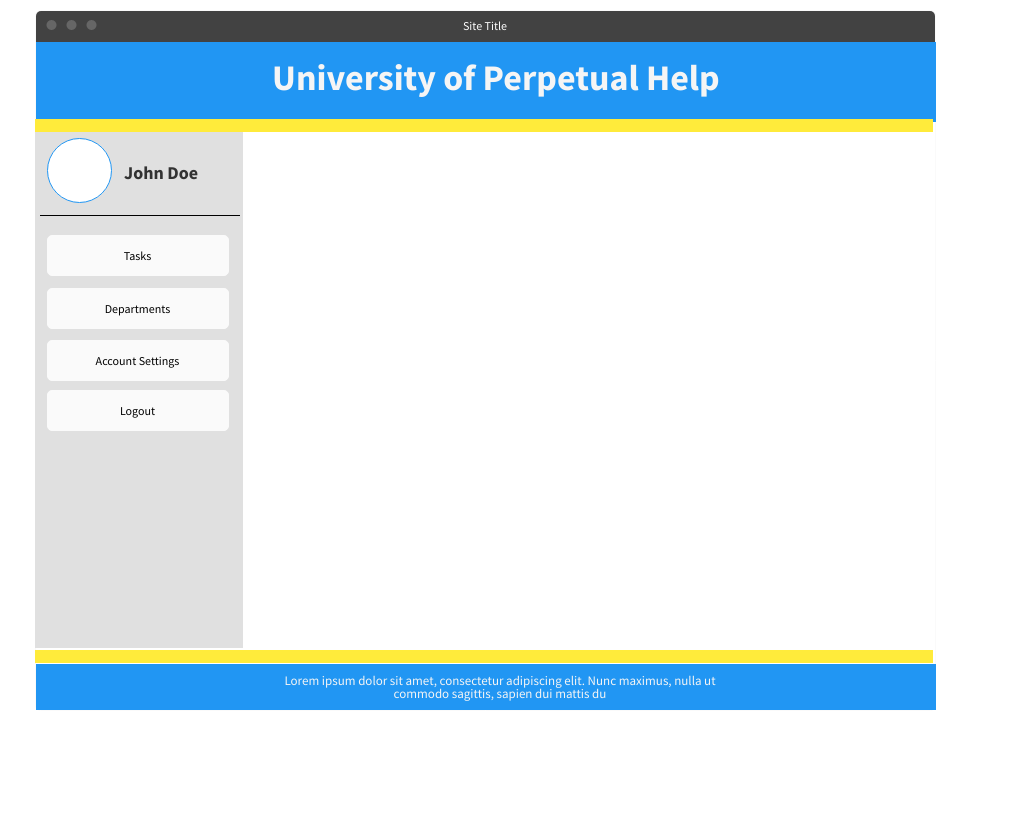 Site Title
University of Perpetual Help
John Doe
Tasks
Departments
Account Settings
Logout
Lorem ipsum dolor sit amet, consectetur adipiscing elit. Nunc maximus, nulla ut
commodo sagittis, sapien dui mattis du